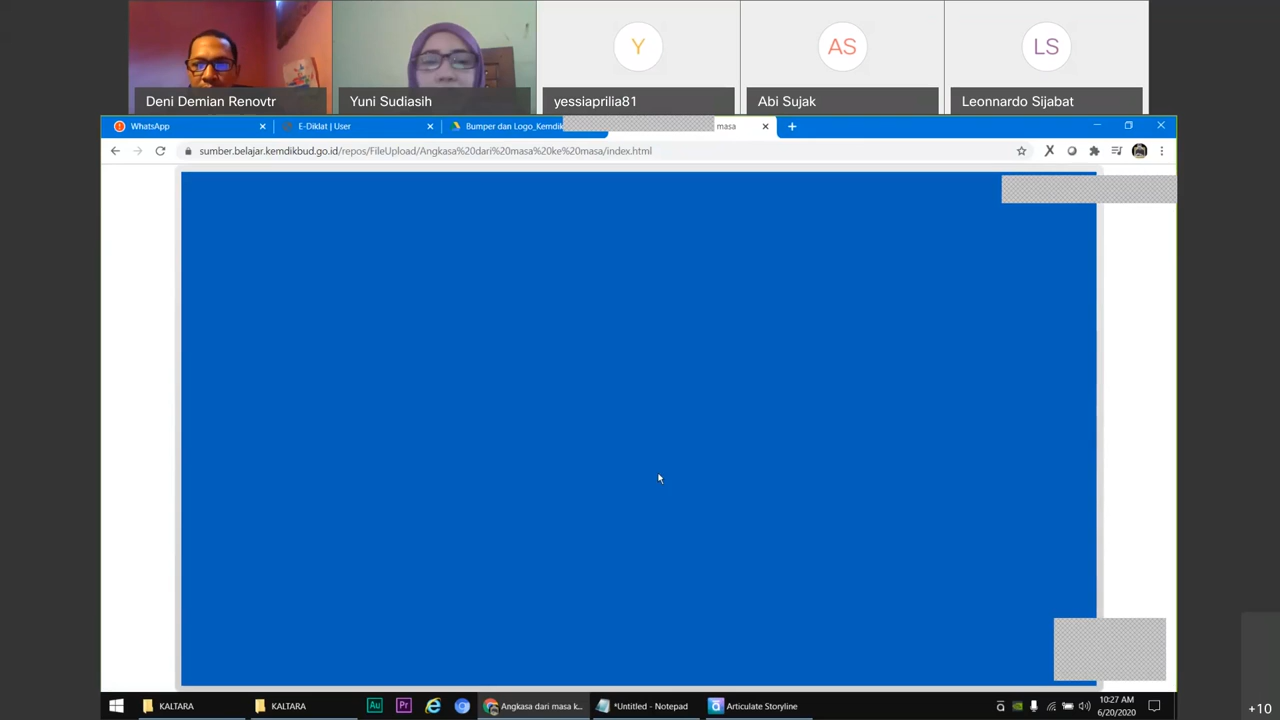 Y
AS
LS
Deni Demian Renovtr
Yuni Sudiasih
yessiaprilia81
Abi Sujak
Leonnardo Sijabat
WhatsApp
E-Diklat | User
Bumper dan Logo_Kemdik
masa
sumber.belajar.kemdikbud.go.id/repos/FileUpload/Angkasa%20dari%20masa%20ke%20masa/index.html
KALTARA
KALTARA
Au
Pr
Angkasa dari masa k...
*Untitled - Notepad
Articulate Storyline
10:27 AM
6/20/2020
+10